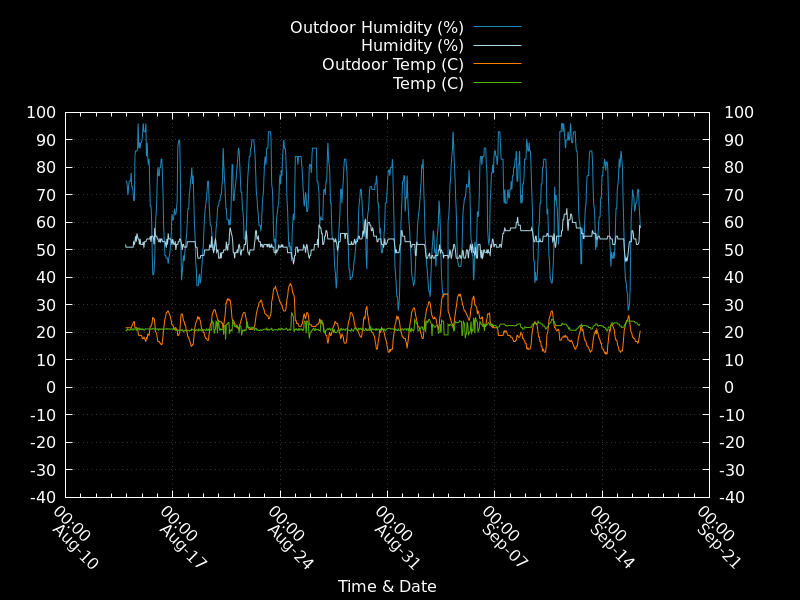 Outdoor Humidity (%)
Humidity (%)
Outdoor Temp (C)
Temp (C)
100 100
90 90
80 80
70 70
60 60
50 50
40 40
30 30
20 20
10 10
0 0
-10 -10
-20 -20
-30 -30
-40 -40
00:00 00:00 00:00 00:00 00:00 00:00 00:00
Aug-10 Aug-17 Aug-24 Aug-31 Sep-07 Sep-14 Sep-21
Time & Date